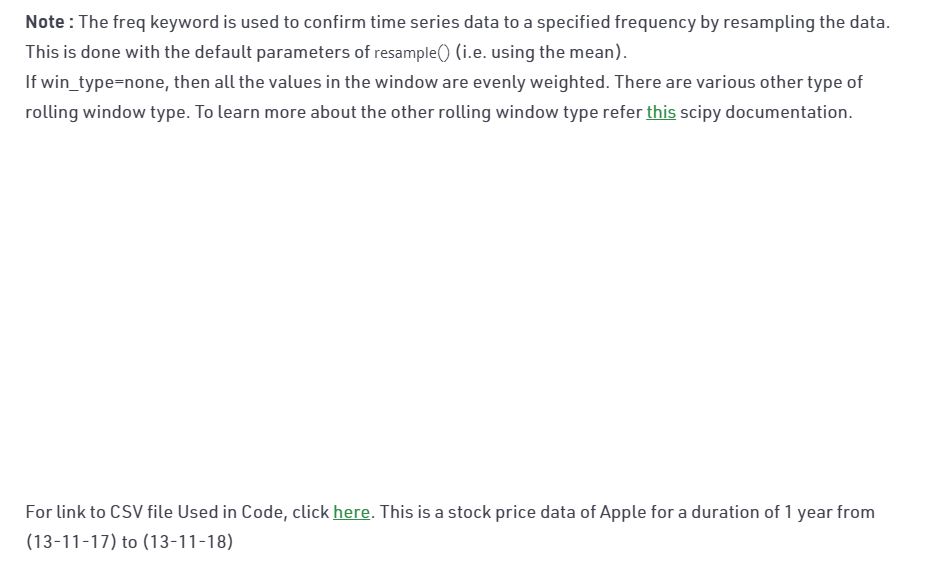 Note : The freq keyword is used to confirm time series data to a specified frequency by resampling the data.
This is done with the default parameters of resample() (i.e. using the mean).
If win_type=none, then all the values in the window are evenly weighted. There are various other type of
rolling window type. To learn more about the other rolling window type refer this scipy documentation.
For link to CSV file Used in Code, click here. This is a stock price data of Apple for a duration of 1 year from
(13-11-17) to (13-11-18)